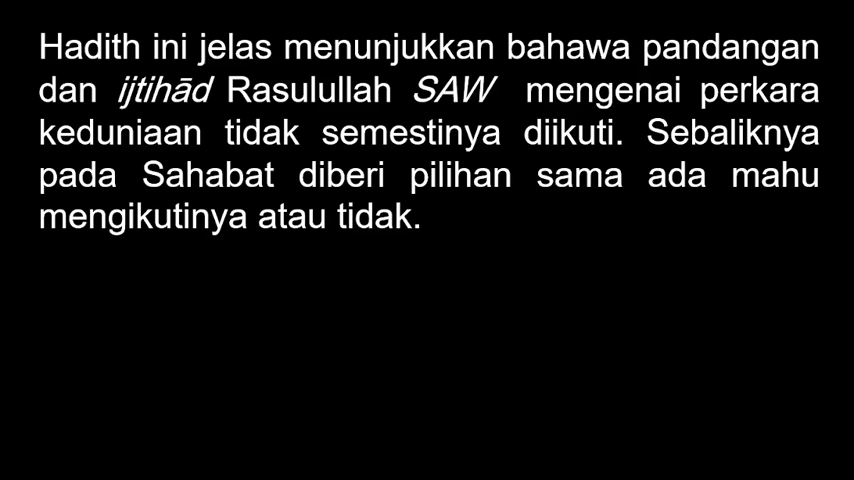 Hadith ini jelas menunjukkan bahawa pandangan
dan ijtihād Rasulullah SAW mengenai perkara
keduniaan tidak semestinya diikuti. Sebaliknya
pada Sahabat diberi pilihan sama ada mahu
mengikutinya atau tidak.